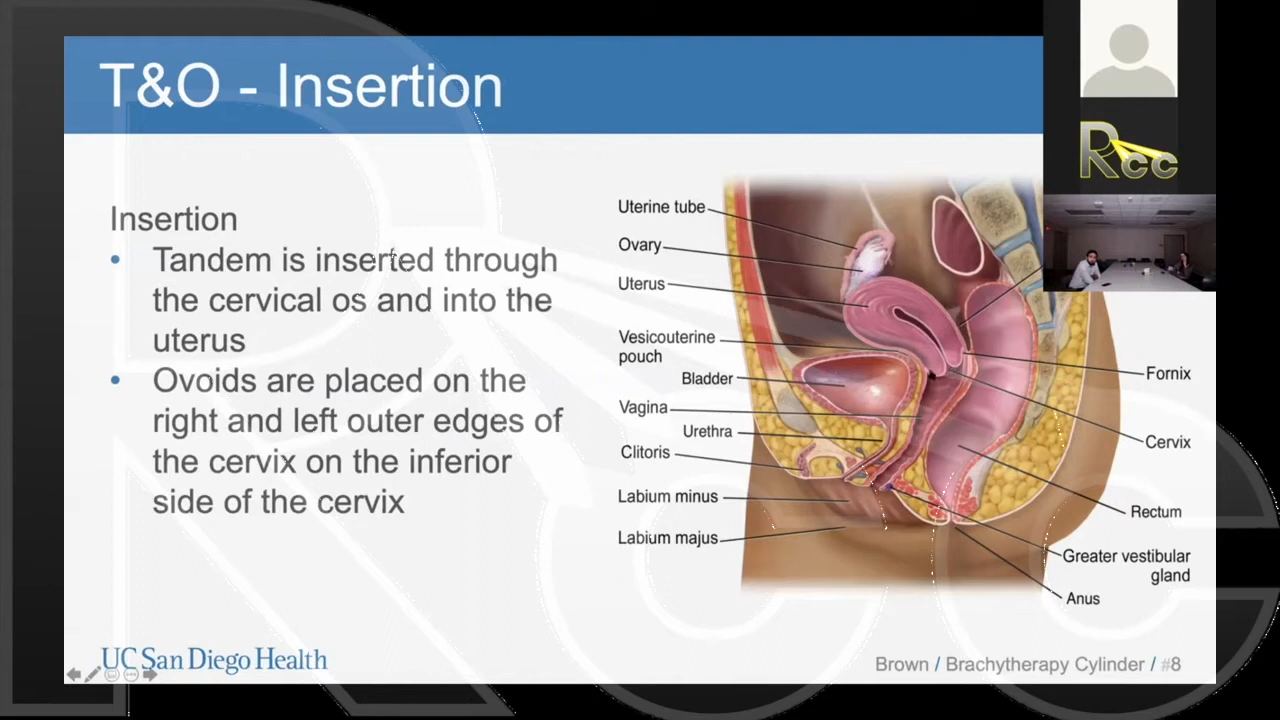 T&O - Insertion
Rcc
Insertion
• Tandem is inserted through
the cervical os and into the
uterus
• Ovoids are placed on the
right and left outer edges of
the cervix on the inferior
side of the cervix
Uterine tube
Ovary
Uterus
Vesicouterine
pouch
Bladder
Vagina
Urethra
Clitoris
Labium minus
Labium majus
Fornix
Cervix
Rectum
Greater vestibular
gland
Anus
UC San Diego Health
Brown / Brachytherapy Cylinder / #8